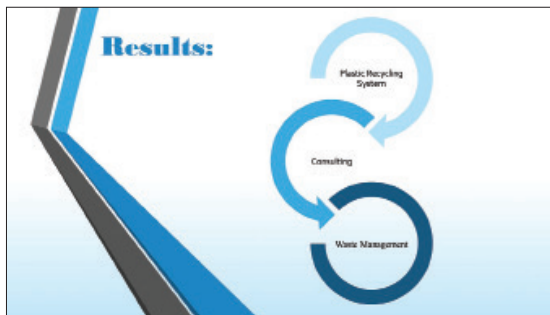 Results:
Plastic Recycling
System
Consulting
Waste Management